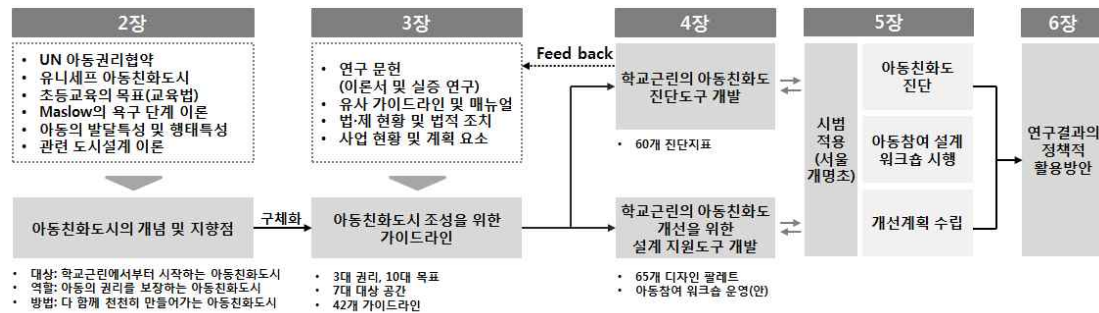 2장
• UN 아동권리협약
• 유니세프 아동친화도시
• 초등교육의 목표(교육법)
• Maslow의 욕구 단계 이론
• 아동의 발달특성 및 행태특성
• 관련 도시설계 이론
아동친화도시의 개념 및 지향점
• 대상: 학교근린에서부터 시작하는 아동친화도시
• 역할: 아동의 권리를 보장하는 아동친화도시
• 방법: 다 함께 천천히 만들어가는 아동친화도시
구체화
3장
• 연구 문헌
(이론서 및 실증 연구)
• 유사 가이드라인 및 매뉴얼
• 법·제 현황 및 법적 조치
• 사업 현황 및 계획 요소
아동친화도시 조성을 위한
가이드라인
• 3대 권리, 10대 목표
• 7대 대상 공간
• 42개 가이드라인
Feed back
4장
학교근린의 아동친화도
진단도구 개발
• 60개 진단지표
학교근린의 아동친화도
개선을 위한
설계 지원도구 개발
• 65개 디자인 팔레트
• 아동참여 워크숍 운영(안)
5장
시범
적용
(서울
개명초)
아동친화도
진단
아동참여 설계
워크숍 시행
개선계획 수립
6장
연구결과의
정책적
활용방안